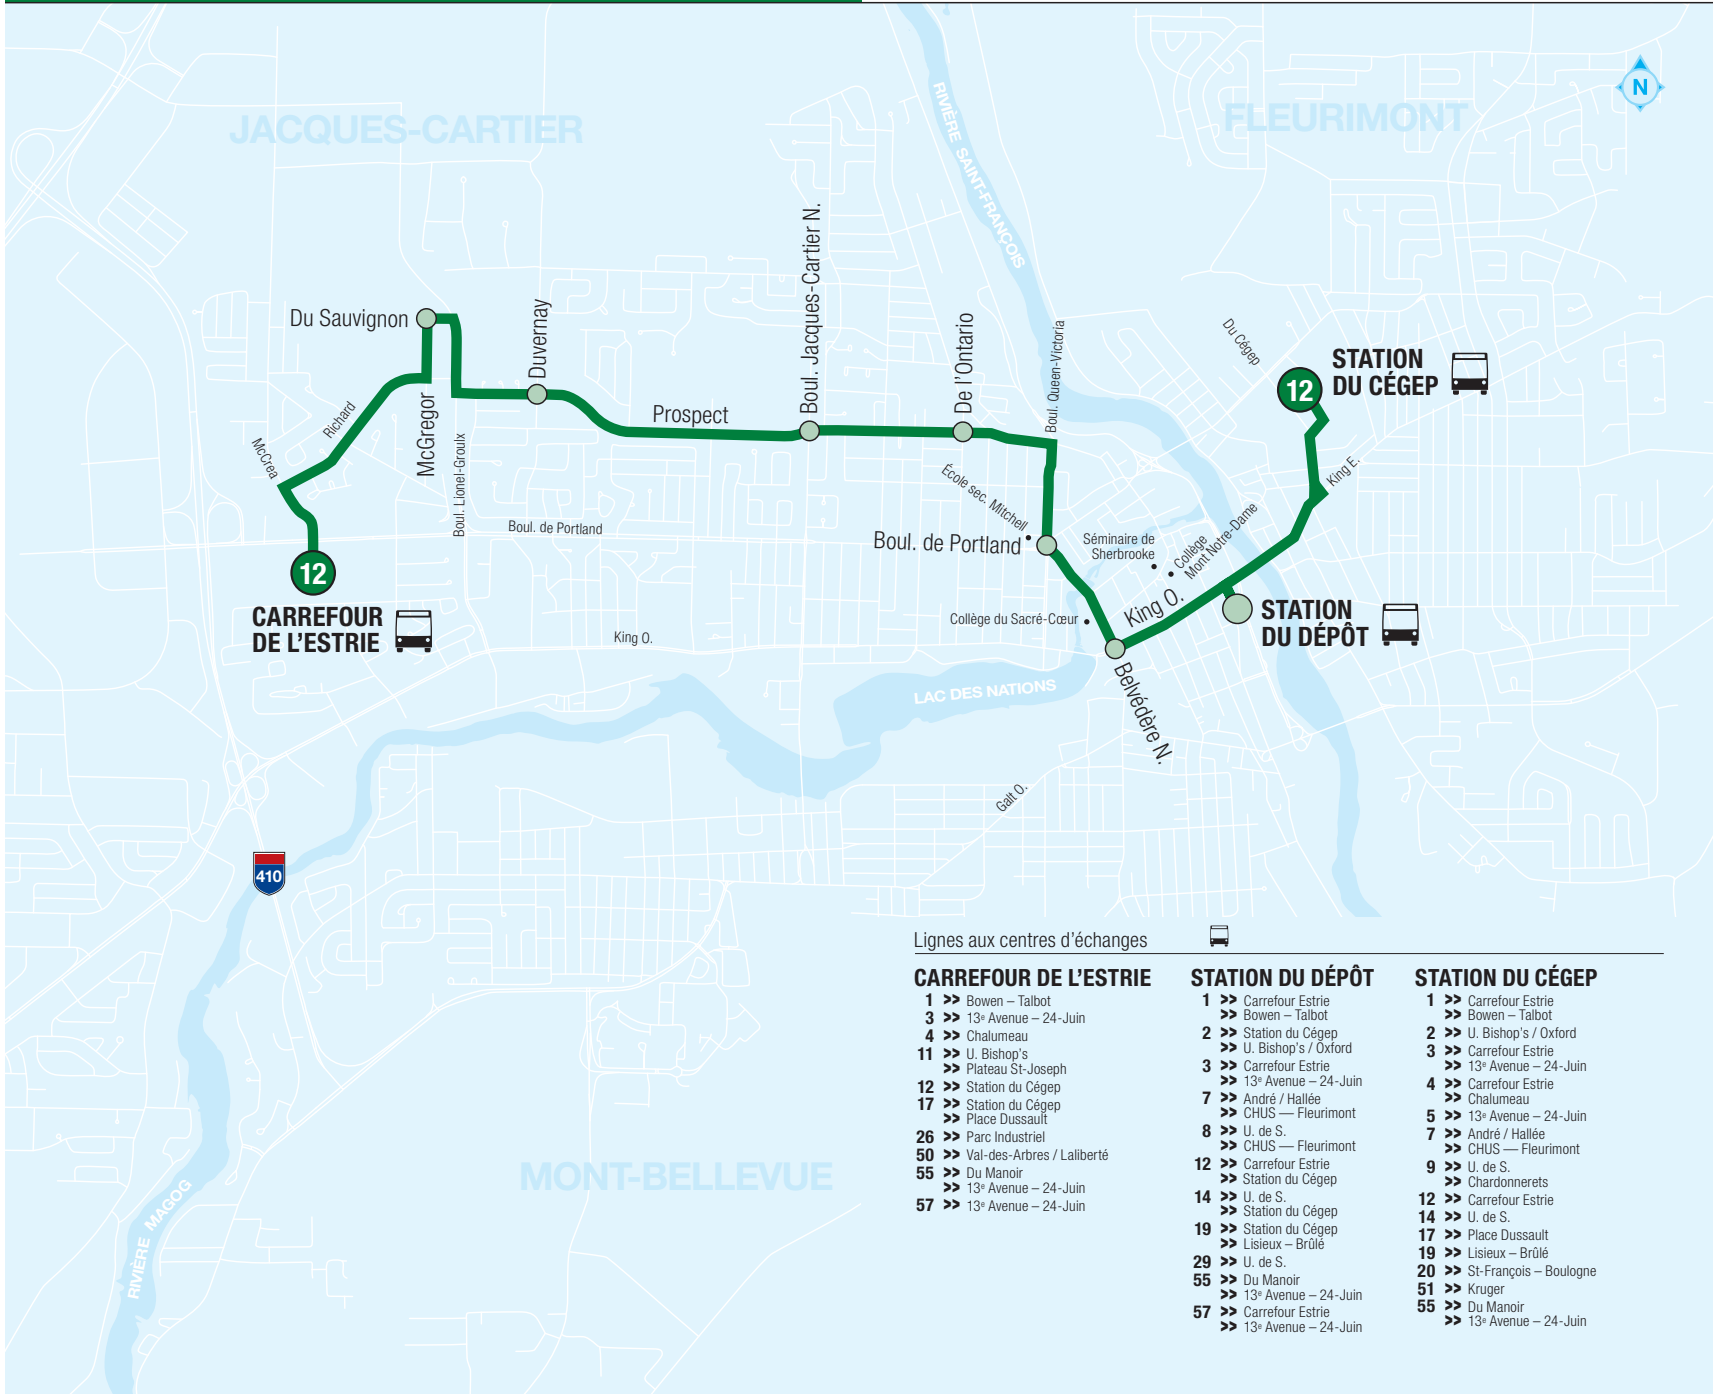 JACQUES-CARTIER
FLEURIMONT
N
RIVIÈRE SAINT-FRANÇOIS
Du Sauvignon
Duvernay
Boul. Jacques-Cartier N.
De l'Ontario
Boul. Queen-Victoria
Du Cégep
STATION
DU CÉGEP
12
Prospect
Richard
McCrea
McGregor
Boul. Lionel-Groulx
Boul. de Portland
École sec. Mitchell
Boul. de Portland
King E.
Séminaire de
Sherbrooke
Collège
Mont Notre-Dame
12
CARREFOUR
DE L'ESTRIE
King O.
Collège du Sacré-Cœur
King O.
STATION
DU DÉPÔT
LAC DES NATIONS
Belvédère N.
Galt O.
410
MONT-BELLEVUE
RIVIÈRE MAGOG
Lignes aux centres d'échanges
CARREFOUR DE L'ESTRIE
1 >> Bowen – Talbot
3 >> 13e Avenue – 24-Juin
4 >> Chalumeau
11 >> U. Bishop's
>> Plateau St-Joseph
12 >> Station du Cégep
17 >> Station du Cégep
>> Place Dussault
26 >> Parc Industriel
50 >> Val-des-Arbres / Laliberté
55 >> Du Manoir
>> 13e Avenue – 24-Juin
57 >> 13e Avenue – 24-Juin
STATION DU DÉPÔT
1 >> Carrefour Estrie
>> Bowen – Talbot
2 >> Station du Cégep
>> U. Bishop's / Oxford
3 >> Carrefour Estrie
>> 13e Avenue – 24-Juin
7 >> André / Hallée
>> CHUS — Fleurimont
8 >> U. de S.
>> CHUS — Fleurimont
12 >> Carrefour Estrie
>> Station du Cégep
14 >> U. de S.
>> Station du Cégep
19 >> Station du Cégep
>> Lisieux – Brûlé
29 >> U. de S.
55 >> Du Manoir
>> 13e Avenue – 24-Juin
57 >> Carrefour Estrie
>> 13e Avenue – 24-Juin
STATION DU CÉGEP
1 >> Carrefour Estrie
>> Bowen – Talbot
2 >> U. Bishop's / Oxford
3 >> Carrefour Estrie
>> 13e Avenue – 24-Juin
4 >> Carrefour Estrie
>> Chalumeau
5 >> 13e Avenue – 24-Juin
7 >> André / Hallée
>> CHUS — Fleurimont
9 >> U. de S.
>> Chardonnerets
12 >> Carrefour Estrie
14 >> U. de S.
17 >> Place Dussault
19 >> Lisieux – Brûlé
20 >> St-François – Boulogne
51 >> Kruger
55 >> Du Manoir
>> 13e Avenue – 24-Juin